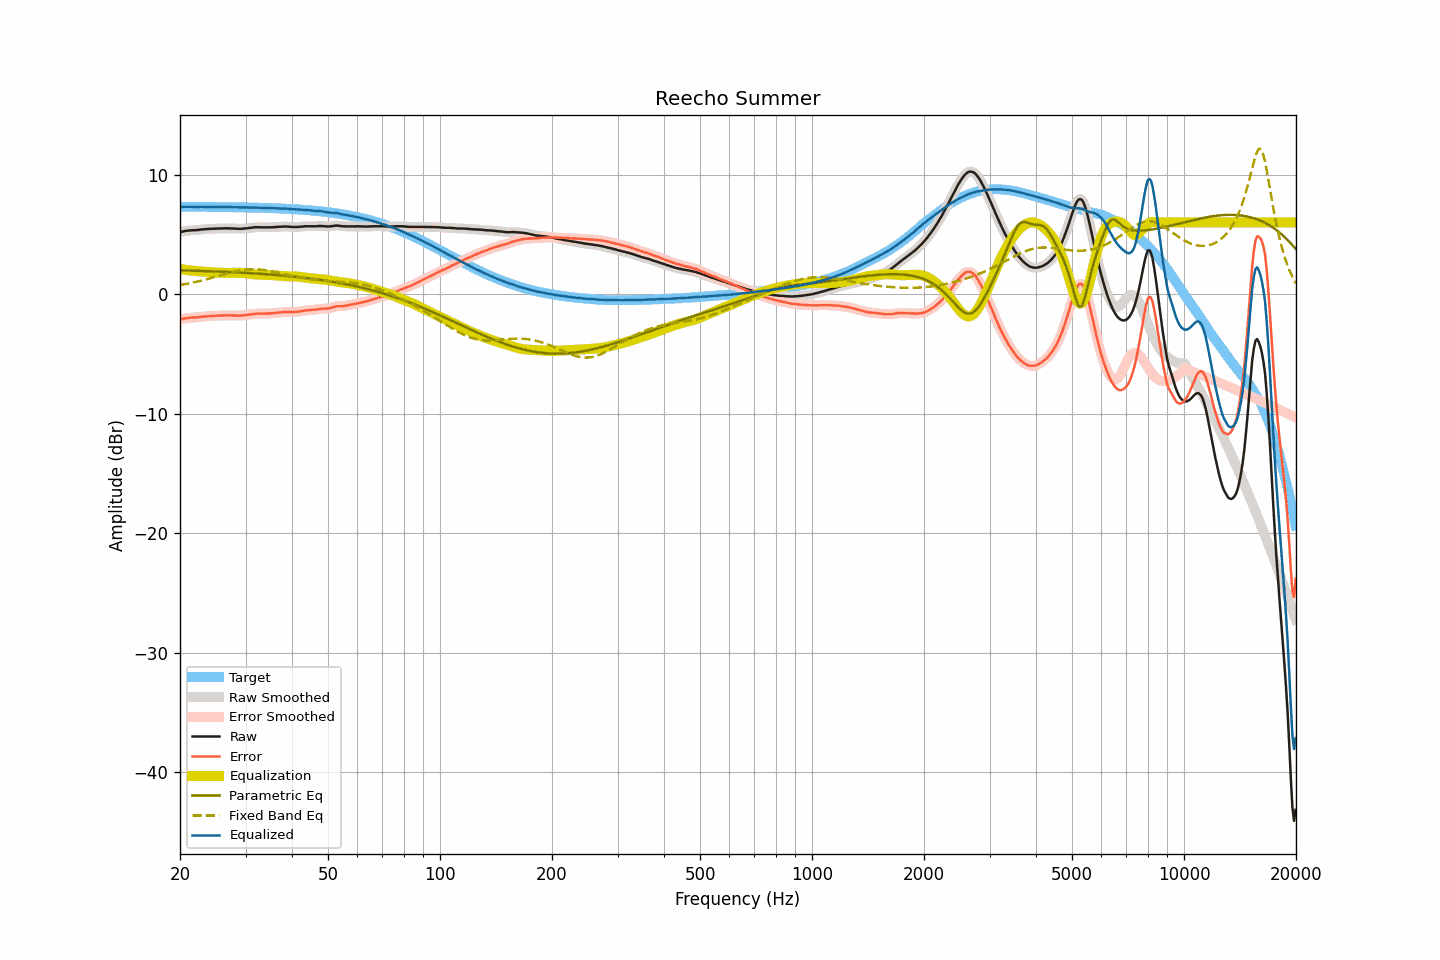 Reecho Summer
Amplitude (dBr)
10
0
−10
−20
−30
−40
Target
Raw Smoothed
Error Smoothed
Raw
Error
Equalization
Parametric Eq
Fixed Band Eq
Equalized
20 50 100 200 500 1000 2000 5000 10000 20000
Frequency (Hz)